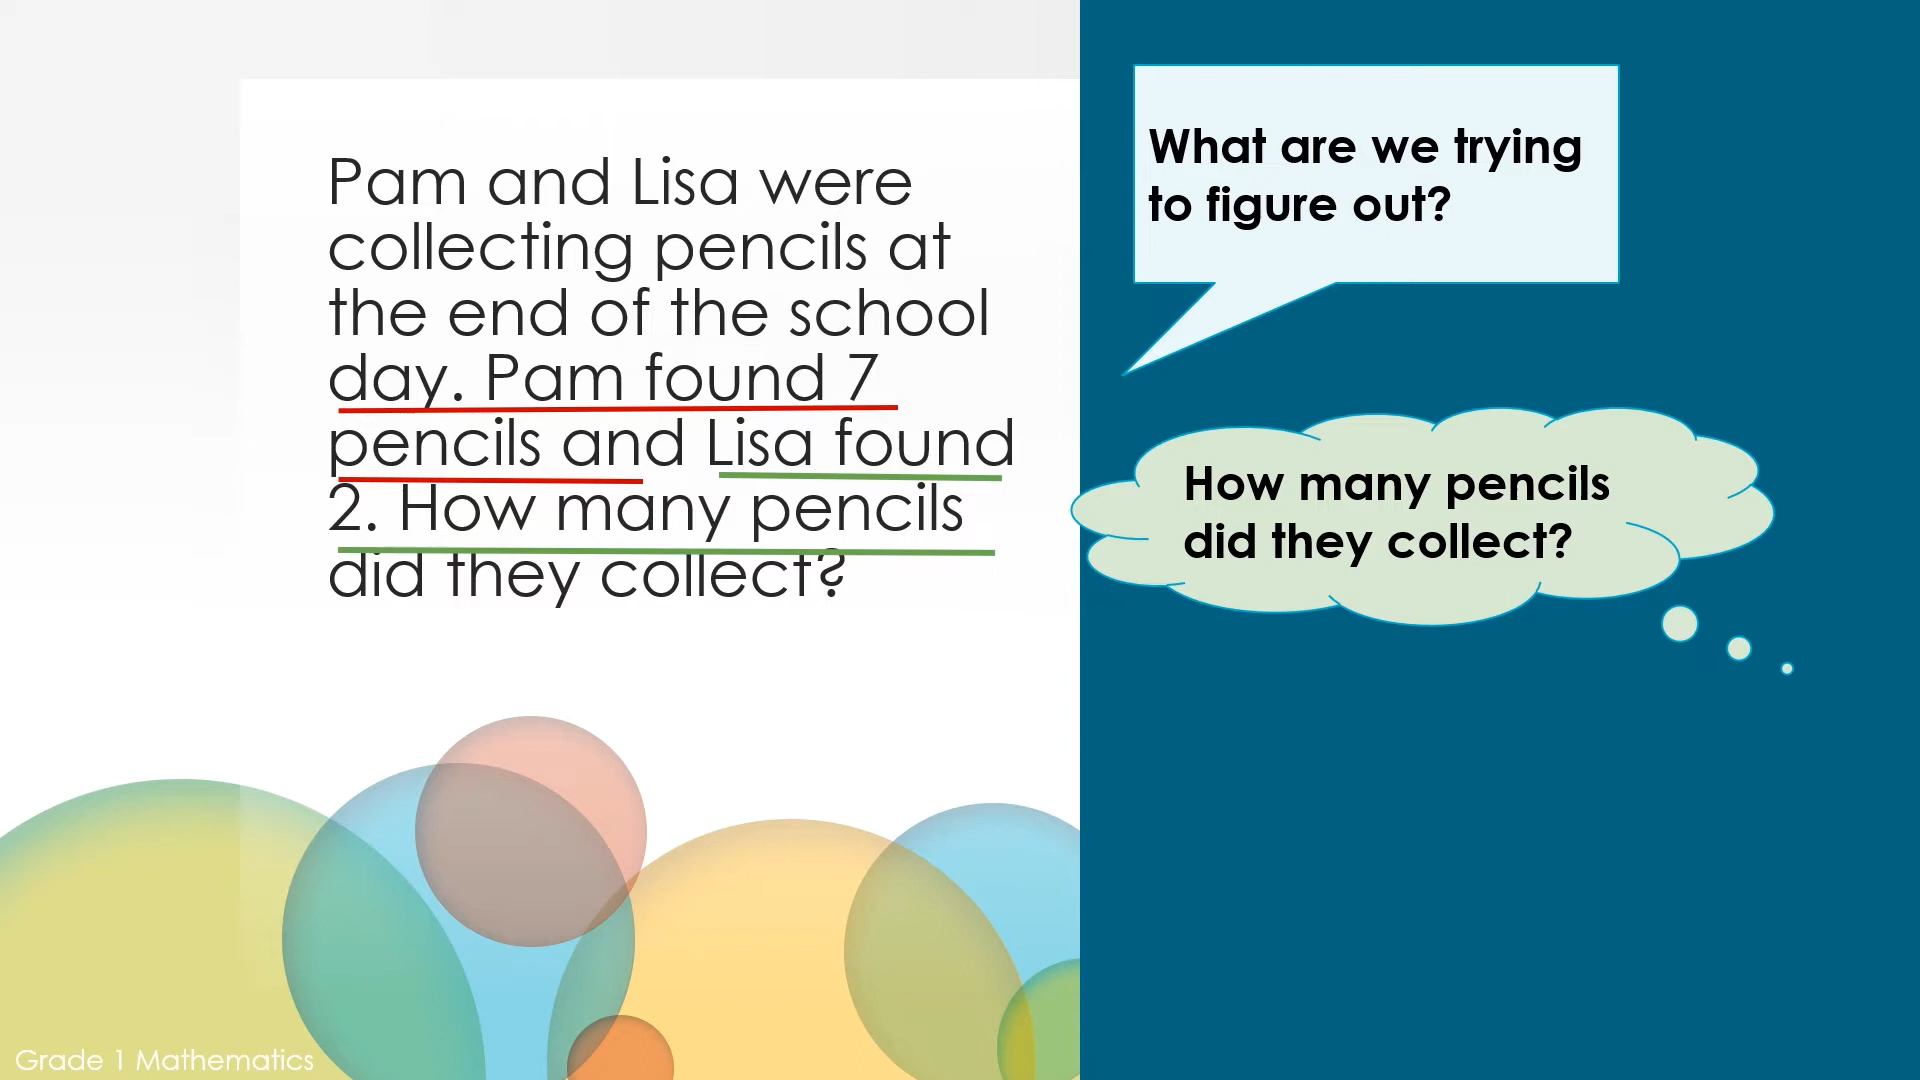 Pam and Lisa were
collecting pencils at
the end of the school
day. Pam found 7
pencils and Lisa found
2. How many pencils
did they collect?
What are we trying
to figure out?
How many pencils
did they collect?
Grade 1 Mathematics